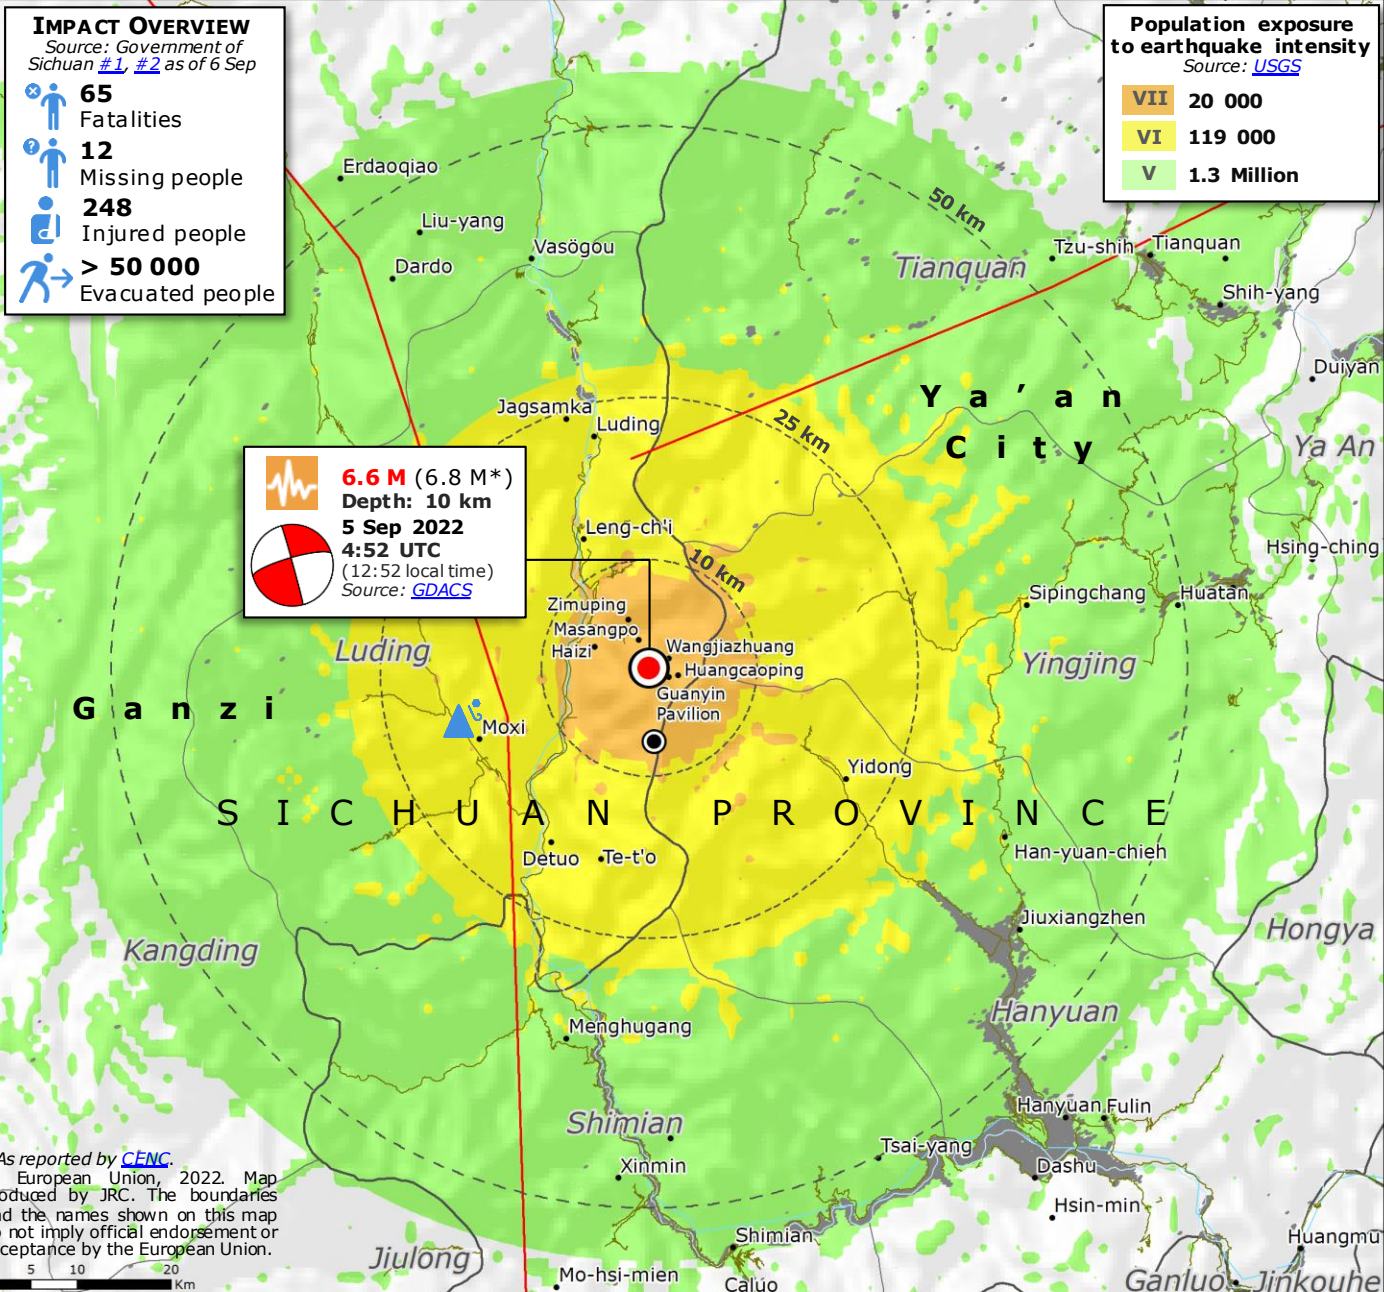 IMPACT OVERVIEW
Source: Government of
Sichuan #1, #2 as of 6 Sep
65
Fatalities
12
Missing people
248
Injured people
> 50 000
Evacuated people
Population exposure
to earthquake intensity
Source: USGS
VII 20 000
VI 119 000
V 1.3 Million
Erdaoqiao
Liu-yang
Dardo
Vasögou
50 km
Tianquan
Tzu-shih
Tianquan
Shih-yang
Duiyan
Ya'an
City
Ya An
Jagsamka
Luding
25 km
6.6 M (6.8 M*)
Depth: 10 km
5 Sep 2022
4:52 UTC
(12:52 local time)
Source: GDACS
Leng-ch'i
10 km
Hsing-ching
Sipingchang
Huatan
Zimuping
Masangpo
Haizi
Wangjiazhuang
Huangcaoping
Guanyin
Pavilion
Luding
Yingjing
Ganzi
Moxi
Yidong
SICHUAN PROVINCE
Detuo
Te-t'o
Han-yuan-chieh
Jiuxiangzhen
Hongya
Kangding
Hanyuan
Menghugang
Shimian
Hanyuan
Fulin
Tsai-yang
Dashu
Xinmin
Hsin-min
Shimian
Huangmu
Jiulong
Mo-hsi-mien
Caluo
Ganluo
Jinkouhe
As reported by CENC.
European Union, 2022. Map
oduced by JRC. The boundaries
d the names shown on this map
not imply official endorsement or
ceptance by the European Union.
5 10 20
Km